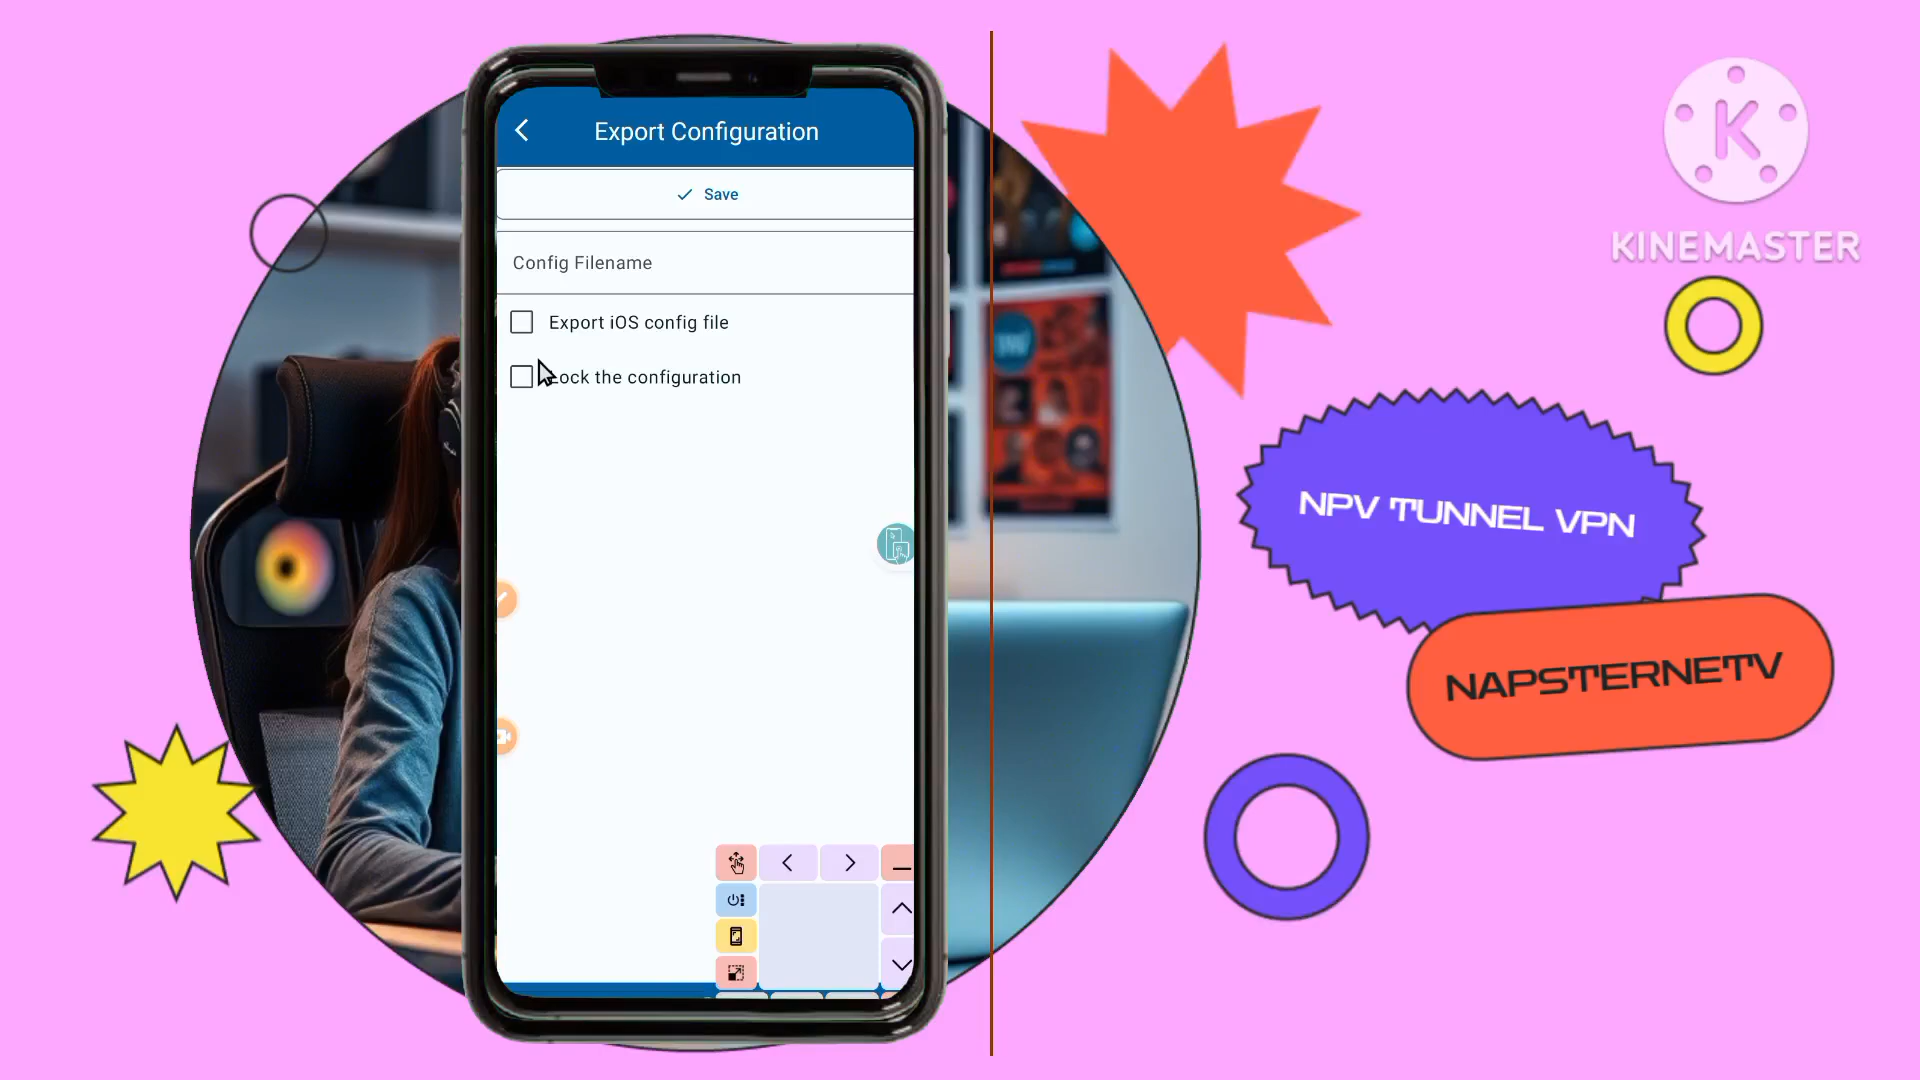 Export Configuration
Save
Config Filename
Export iOS config file
ock the configuration
K
KINEMASTER
NPV TUNNEL VPN
NAPSTERNETV